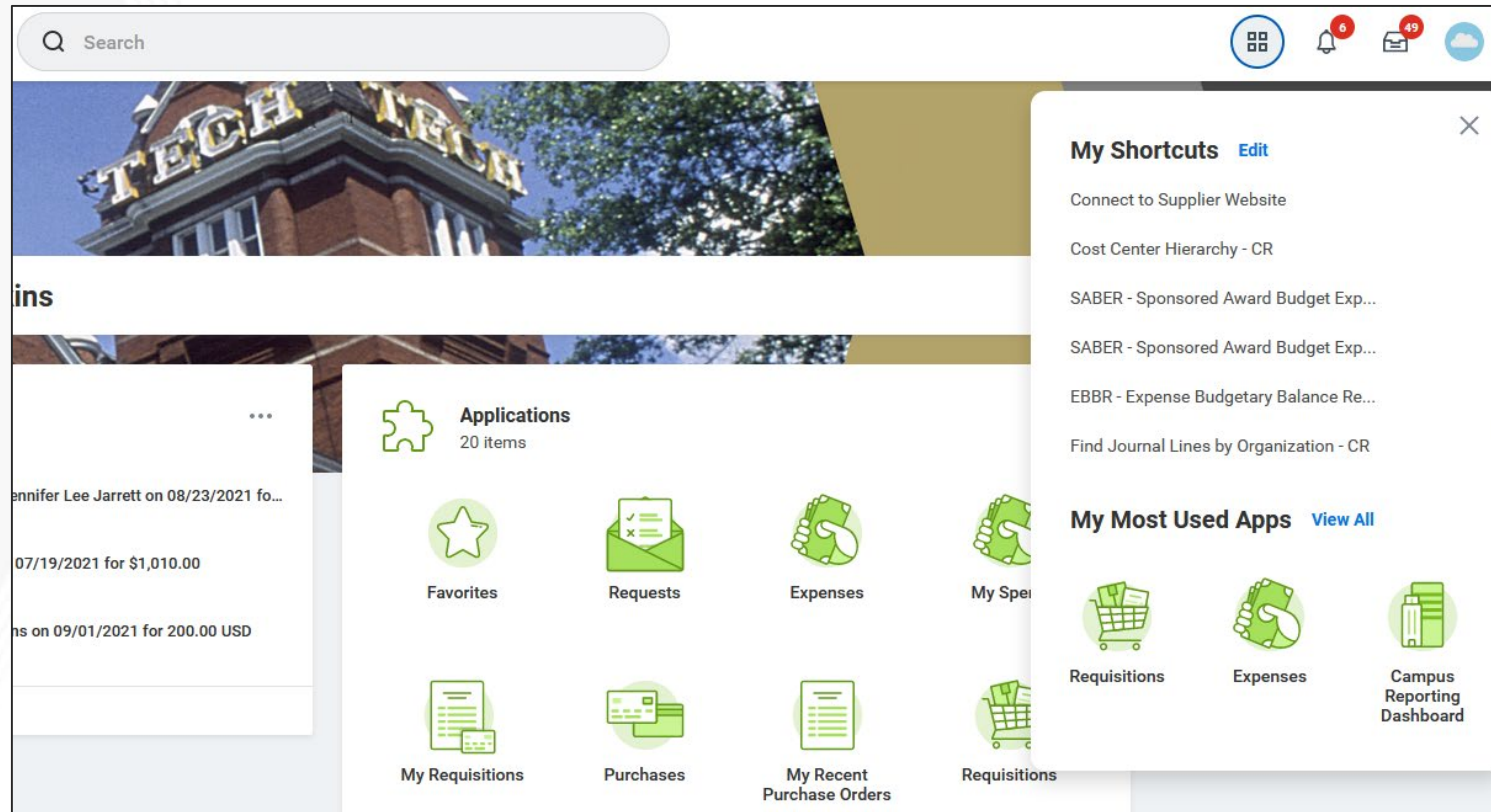 Search
6
49
TECH TECH
ins
ennifer Lee Jarrett on 08/23/2021 fo...
07/19/2021 for $1,010.00
ns on 09/01/2021 for 200.00 USD
Applications
20 items
Favorites
Requests
Expenses
My Spe
My Requisitions
Purchases
My Recent
Purchase Orders
Requisitions
My Shortcuts Edit
Connect to Supplier Website
Cost Center Hierarchy - CR
SABER - Sponsored Award Budget Exp...
SABER - Sponsored Award Budget Exp...
EBBR - Expense Budgetary Balance Re...
Find Journal Lines by Organization - CR
My Most Used Apps View All
Requisitions
Expenses
Campus
Reporting
Dashboard